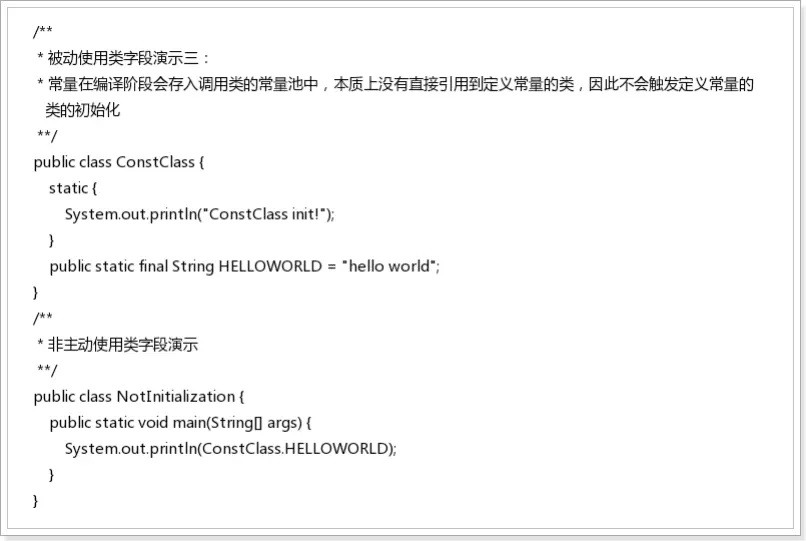 /**
 * 被动使用类字段演示三：
 * 常量在编译阶段会存入调用类的常量池中，本质上没有直接引用到定义常量的类，因此不会触发定义常量的
   类的初始化
 **/
public class ConstClass {
    static {
        System.out.println("ConstClass init!");
    }
    public static final String HELLOWORLD = "hello world";
}
/**
 * 非主动使用类字段演示
 **/
public class NotInitialization {
    public static void main(String[] args) {
        System.out.println(ConstClass.HELLOWORLD);
    }
}